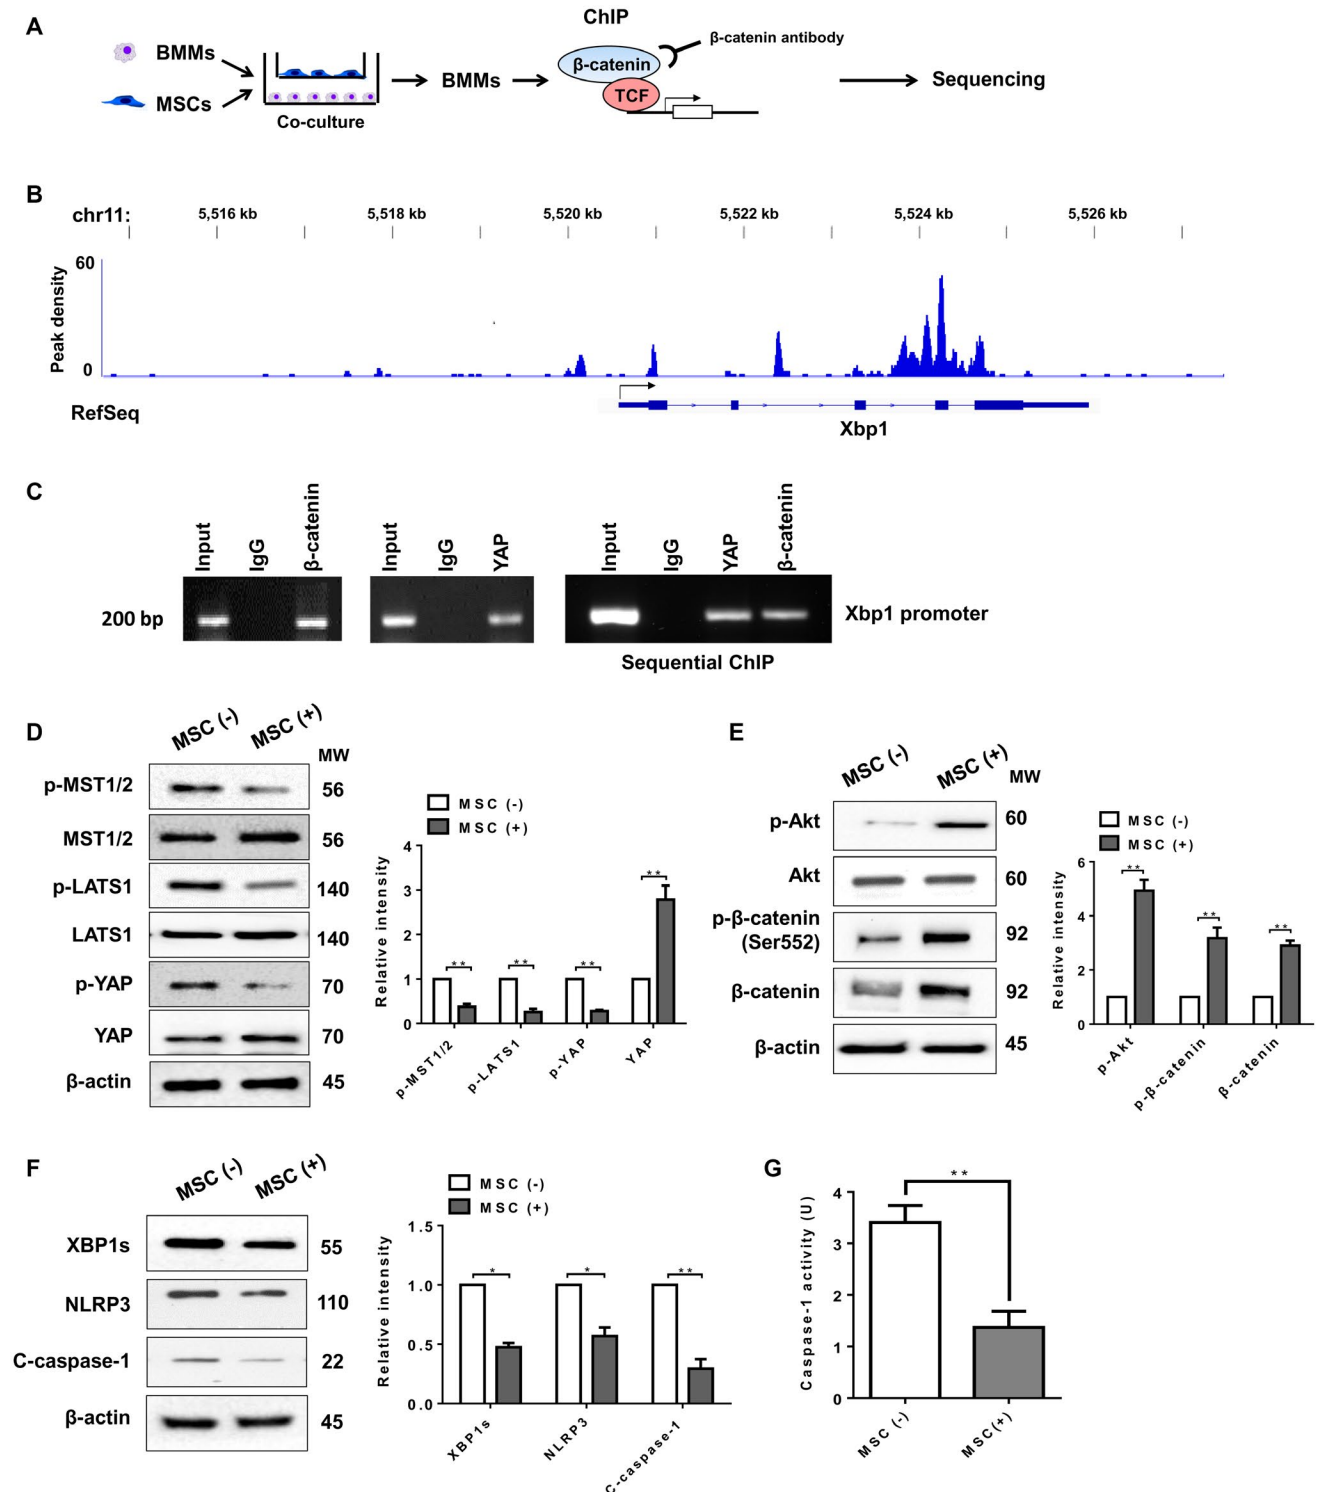 A
BMMs
MSCs
Co-culture
BMMs
ChIP
β-catenin
TCF
β-catenin antibody
Sequencing
B
chr11:
5,516 kb
5,518 kb
5,520 kb
5,522 kb
5,524 kb
5,526 kb
Peak density
60
0
RefSeq
Xbp1
C
Input
IgG
β-catenin
Input
IgG
YAP
Input
IgG
YAP
β-catenin
200 bp
Xbp1 promoter
Sequential ChIP
D
MSC (-)
MSC (+)
MW
p-MST1/2
56
MST1/2
56
p-LATS1
140
LATS1
140
p-YAP
70
YAP
70
β-actin
45
MSC (-)
MSC (+)
Relative intensity
4
3
2
1
0
**
**
**
**
p-MST1/2
p-LATS1
p-YAP
YAP
E
MSC (-)
MSC (+)
MW
p-Akt
60
Akt
60
p-β-catenin
(Ser552)
92
β-catenin
92
β-actin
45
MSC (-)
MSC (+)
Relative intensity
6
4
2
0
**
**
**
p-Akt
p-β-catenin
β-catenin
F
MSC (-)
MSC (+)
XBP1s
55
NLRP3
110
C-caspase-1
22
β-actin
45
MSC (-)
MSC (+)
Relative intensity
1.5
1.0
0.5
0.0
*
*
**
XBP1s
NLRP3
C-caspase-1
G
Caspase-1 activity (U)
4
3
2
1
0
**
MSC (-)
MSC(+)